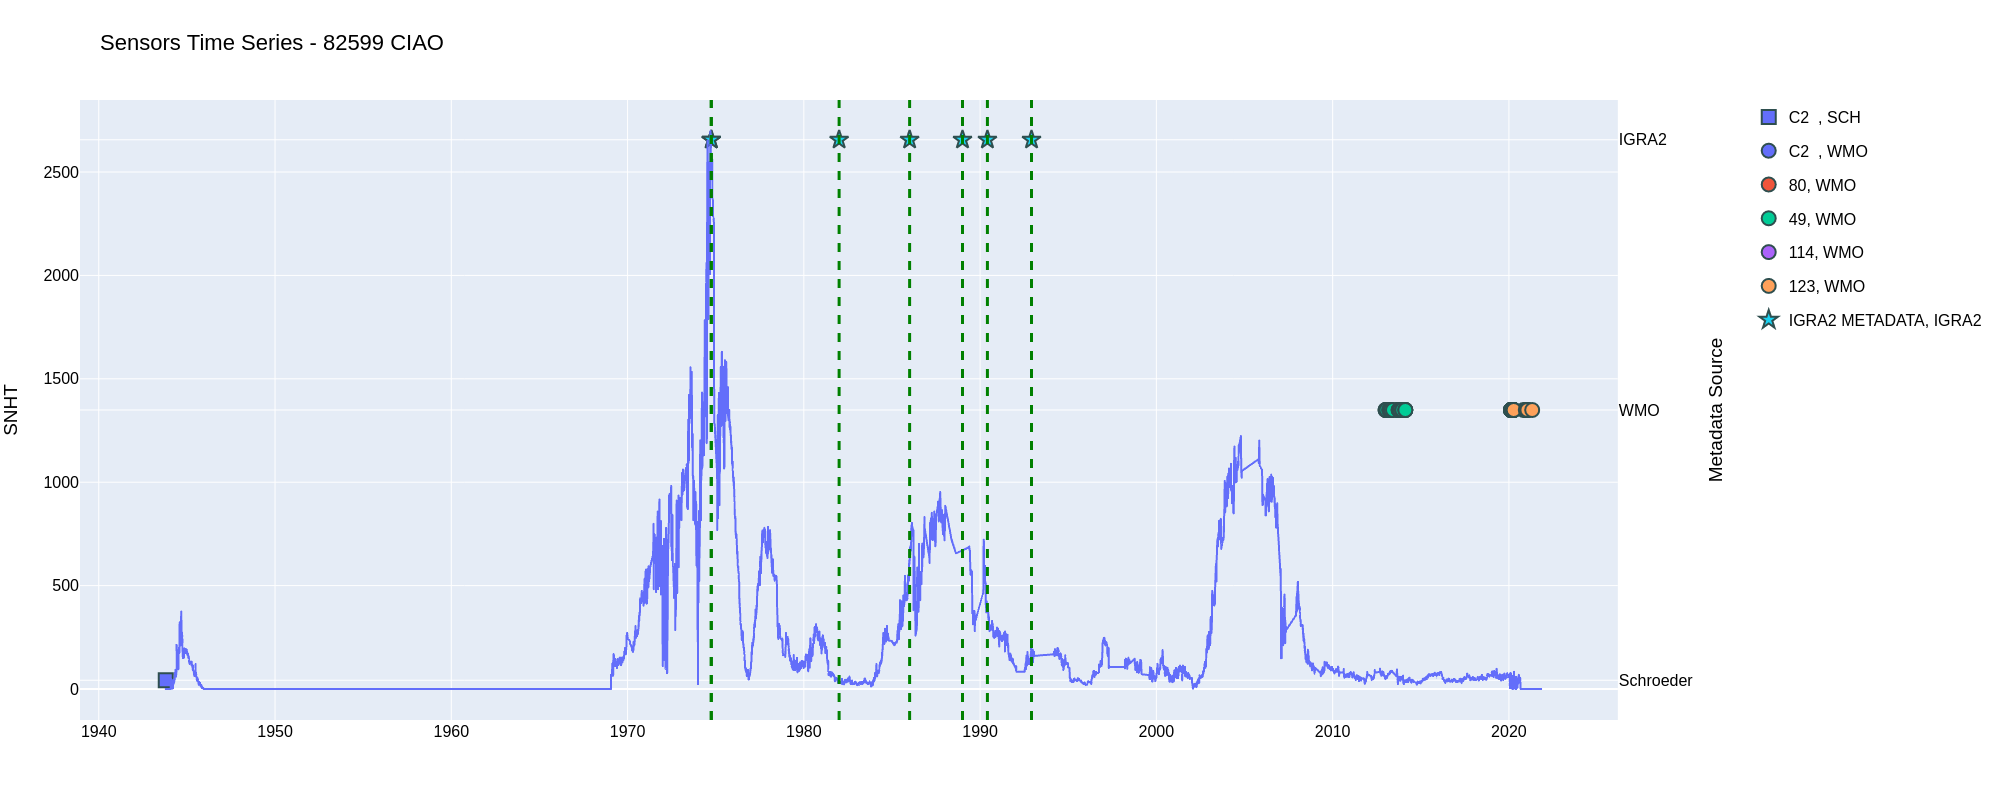 Sensors Time Series - 82599 CIAO
SNHT
2500
2000
1500
1000
500
0
1940
1950
1960
1970
1980
1990
2000
2010
2020
IGRA2
WMO
Schroeder
Metadata Source
C2  , SCH
C2  , WMO
80, WMO
49, WMO
114, WMO
123, WMO
IGRA2 METADATA, IGRA2